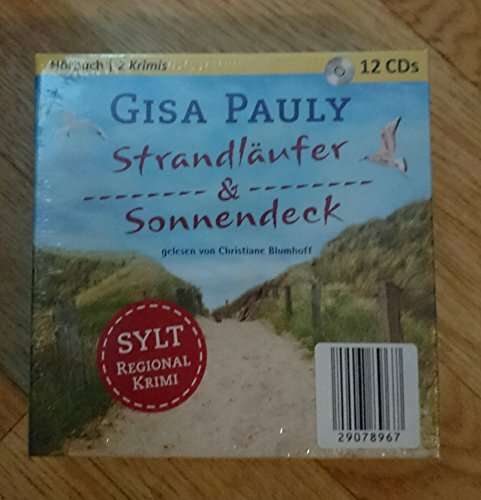 Hörbuch | 2 Krimis
12 CDs
GISA PAULY
Strandläufer
&
Sonnendeck
gelesen von Christiane Blumhoff
SYLT
REGIONAL
KRIMI
29078967